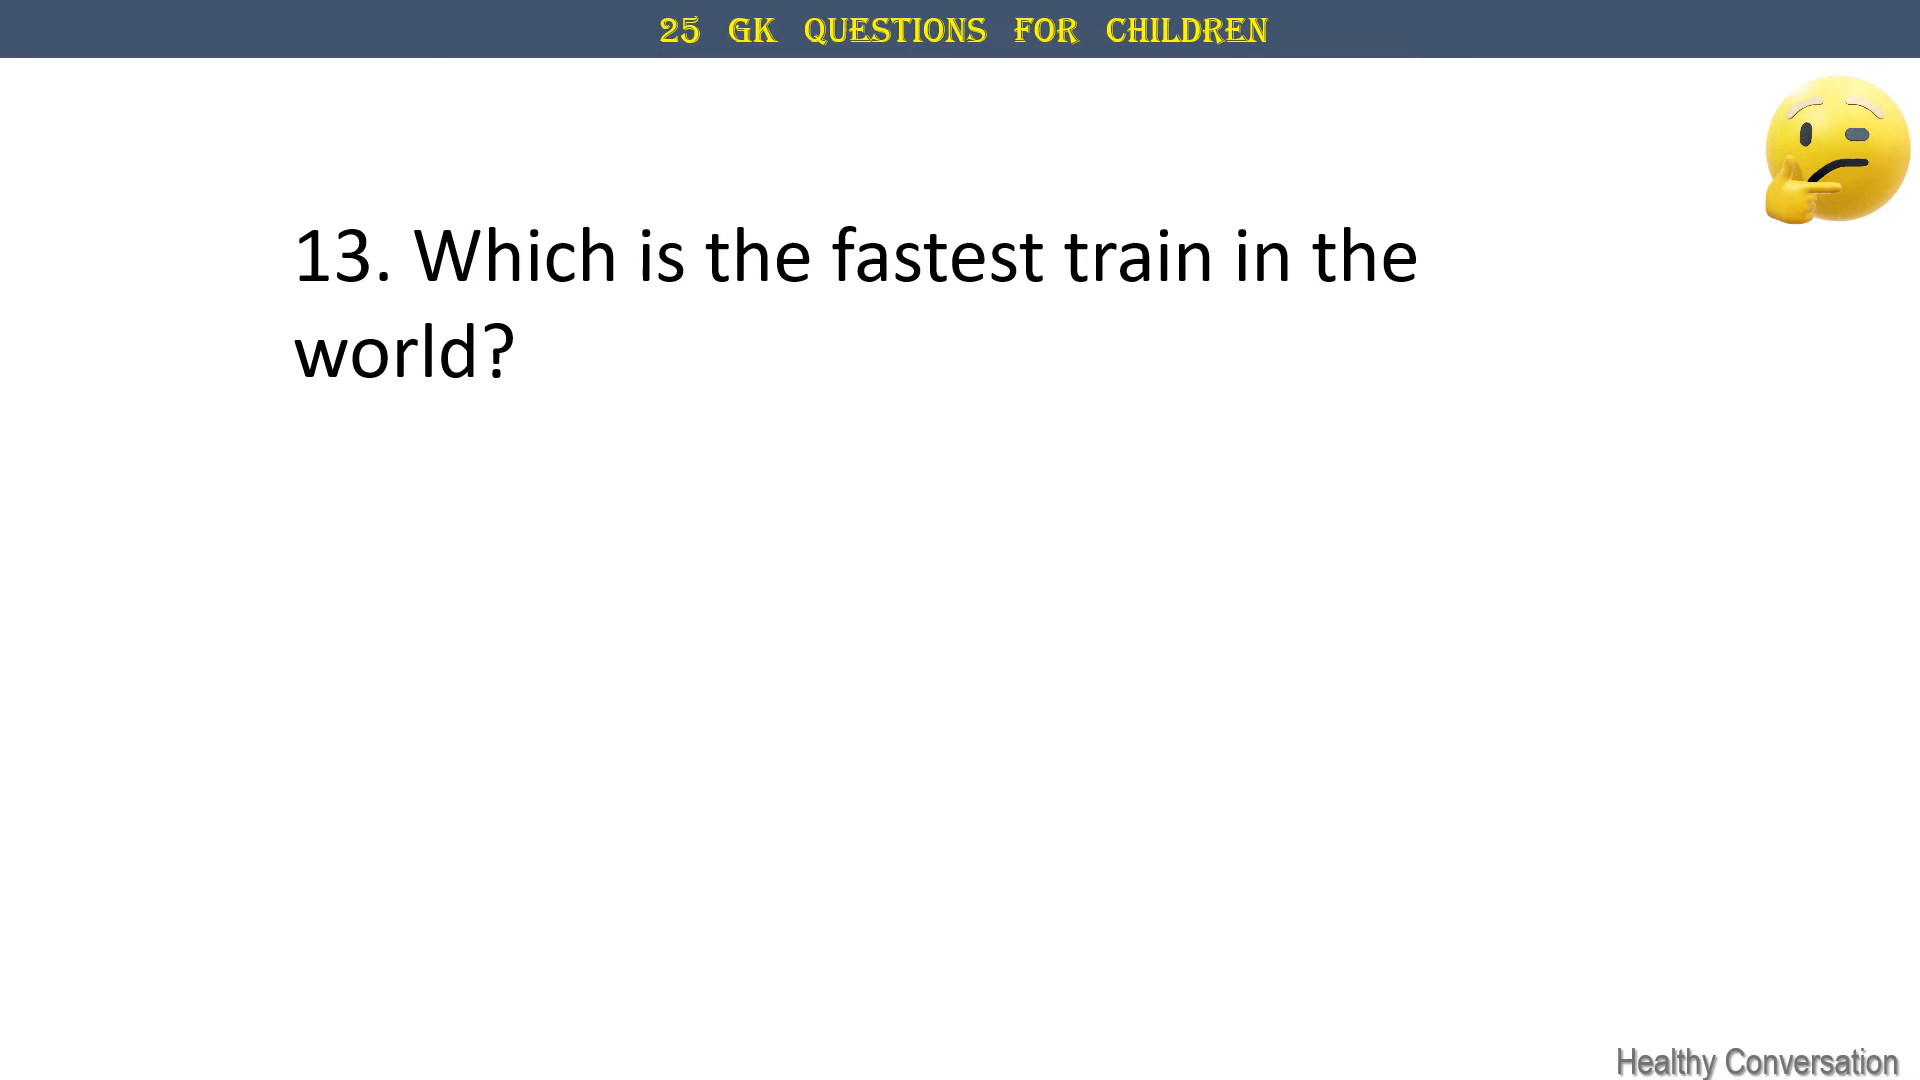 25 GK QUESTIONS FOR CHILDREN
13. Which is the fastest train in the
world?
Healthy Conversation